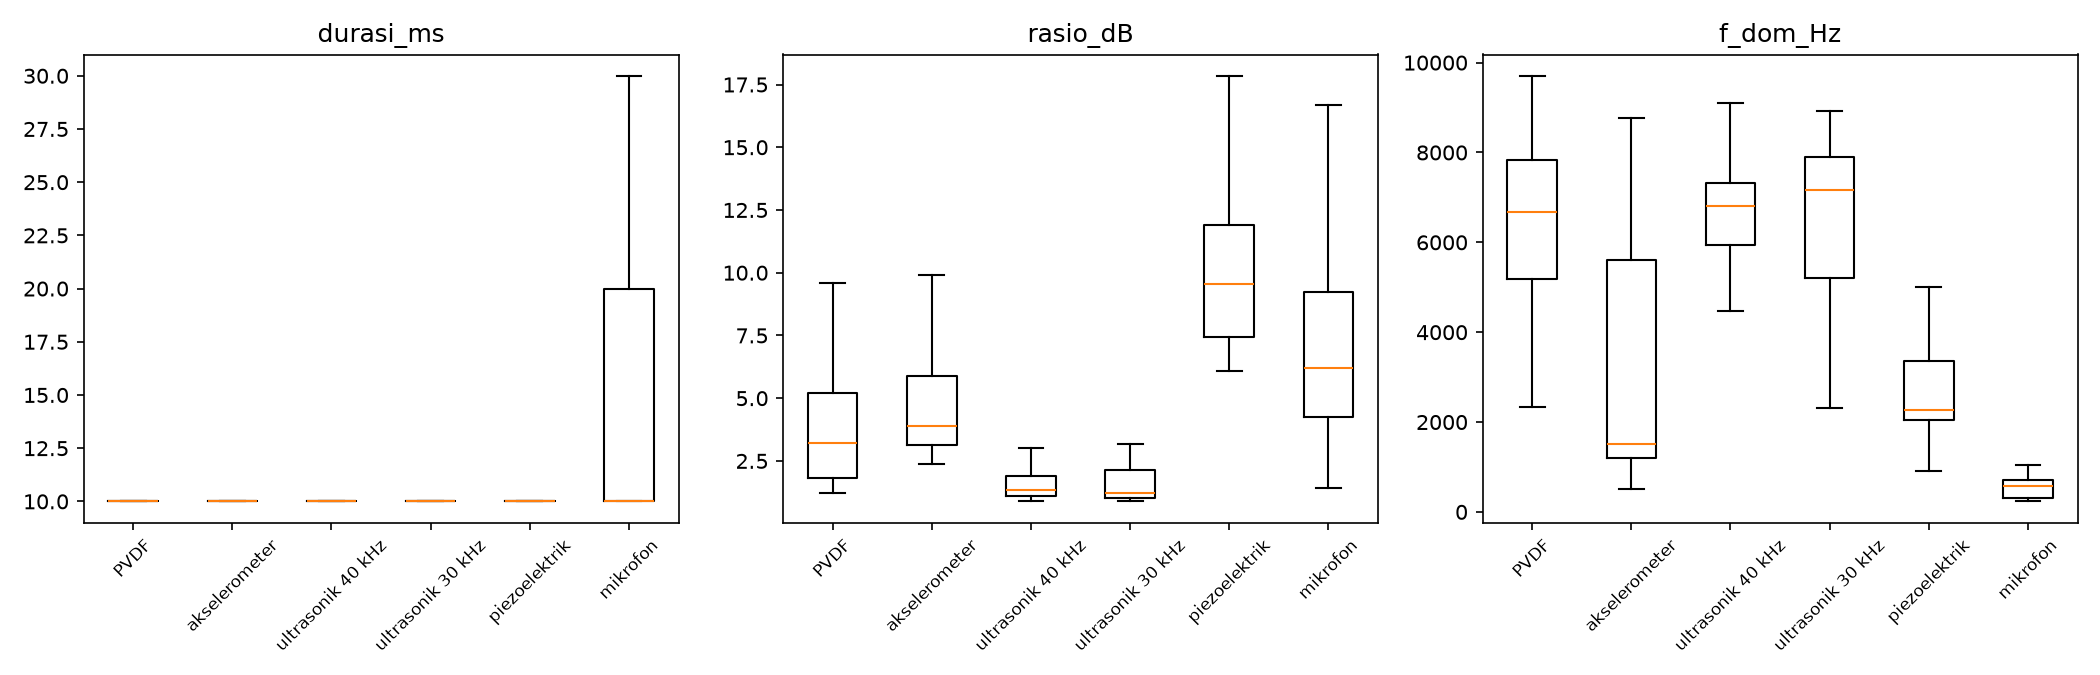 durasi_ms
30.0
27.5
25.0
22.5
20.0
17.5
15.0
12.5
10.0
PVDF
akselerometer
ultrasonik 40 kHz
ultrasonik 30 kHz
piezoelektrik
mikrofon
rasio_dB
17.5
15.0
12.5
10.0
7.5
5.0
2.5
PVDF
akselerometer
ultrasonik 40 kHz
ultrasonik 30 kHz
piezoelektrik
mikrofon
f_dom_Hz
10000
8000
6000
4000
2000
0
PVDF
akselerometer
ultrasonik 40 kHz
ultrasonik 30 kHz
piezoelektrik
mikrofon